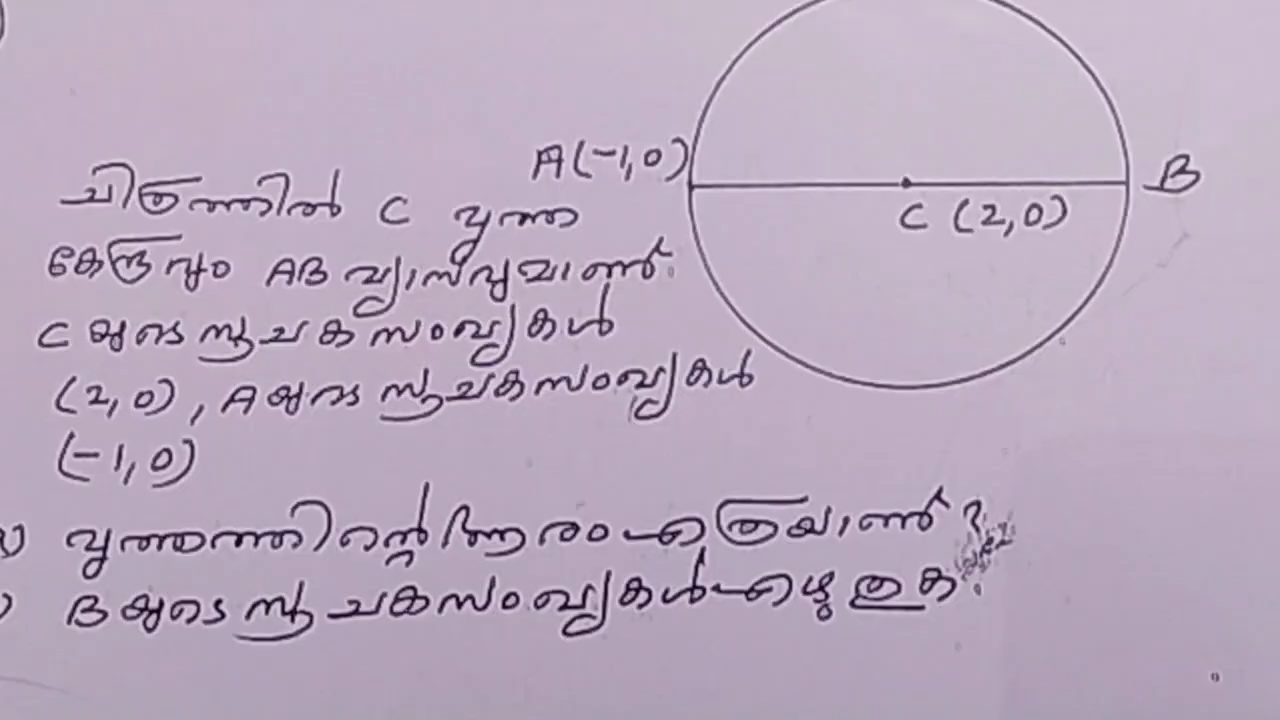 A(-1,0)
B
C (2,0)
ചിത്രത്തിൽ C വൃത്ത
കേന്ദ്രവും AB വ്യാസവുമാണ്.
C യുടെ സൂചകസംഖ്യകൾ
(2,0), A യുടെ സൂചകസംഖ്യകൾ
(-1,0)
വൃത്തത്തിന്റെ ആരം എത്രയാണ് ?
B യുടെ സൂചകസംഖ്യകൾ എഴുതുക.